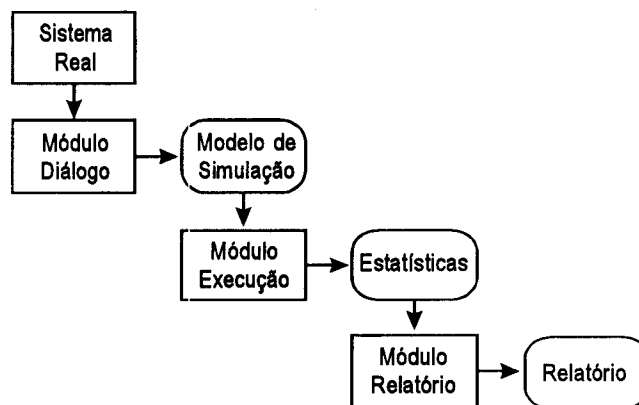 Sistema
Real
Módulo
Diálogo
Modelo de
Simulação
Módulo
Execução
Estatísticas
Módulo
Relatório
Relatório